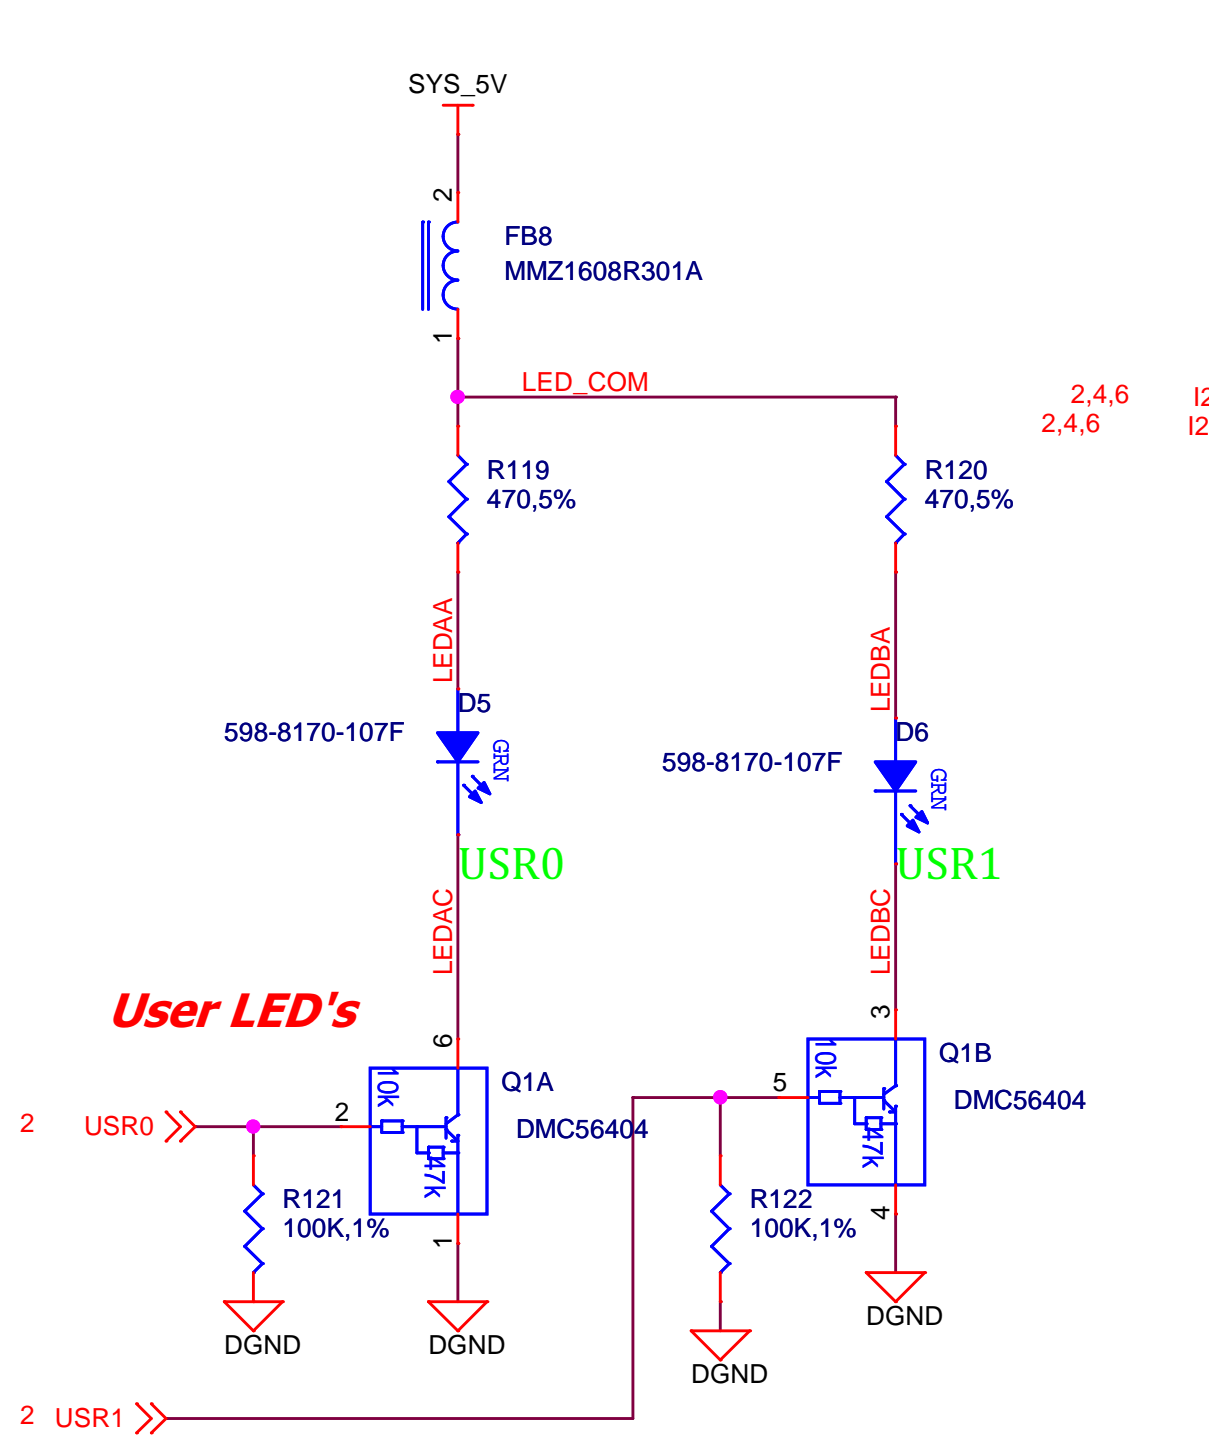 SYS_5V
2
FB8
MMZ1608R301A
1
LED_COM
2,4,6 I2
2,4,6 I2
R119
470,5%
R120
470,5%
LEDAA
LEDBA
D5
598-8170-107F
GRN
D6
598-8170-107F
GRN
USR0
USR1
LEDAC
LEDBC
User LED's
6
3
10k
Q1A
10k
Q1B
2 USR0
2
DMC56404
5
DMC56404
47k
47k
R121
100K,1%
1
R122
100K,1%
4
DGND
DGND
DGND
DGND
2 USR1